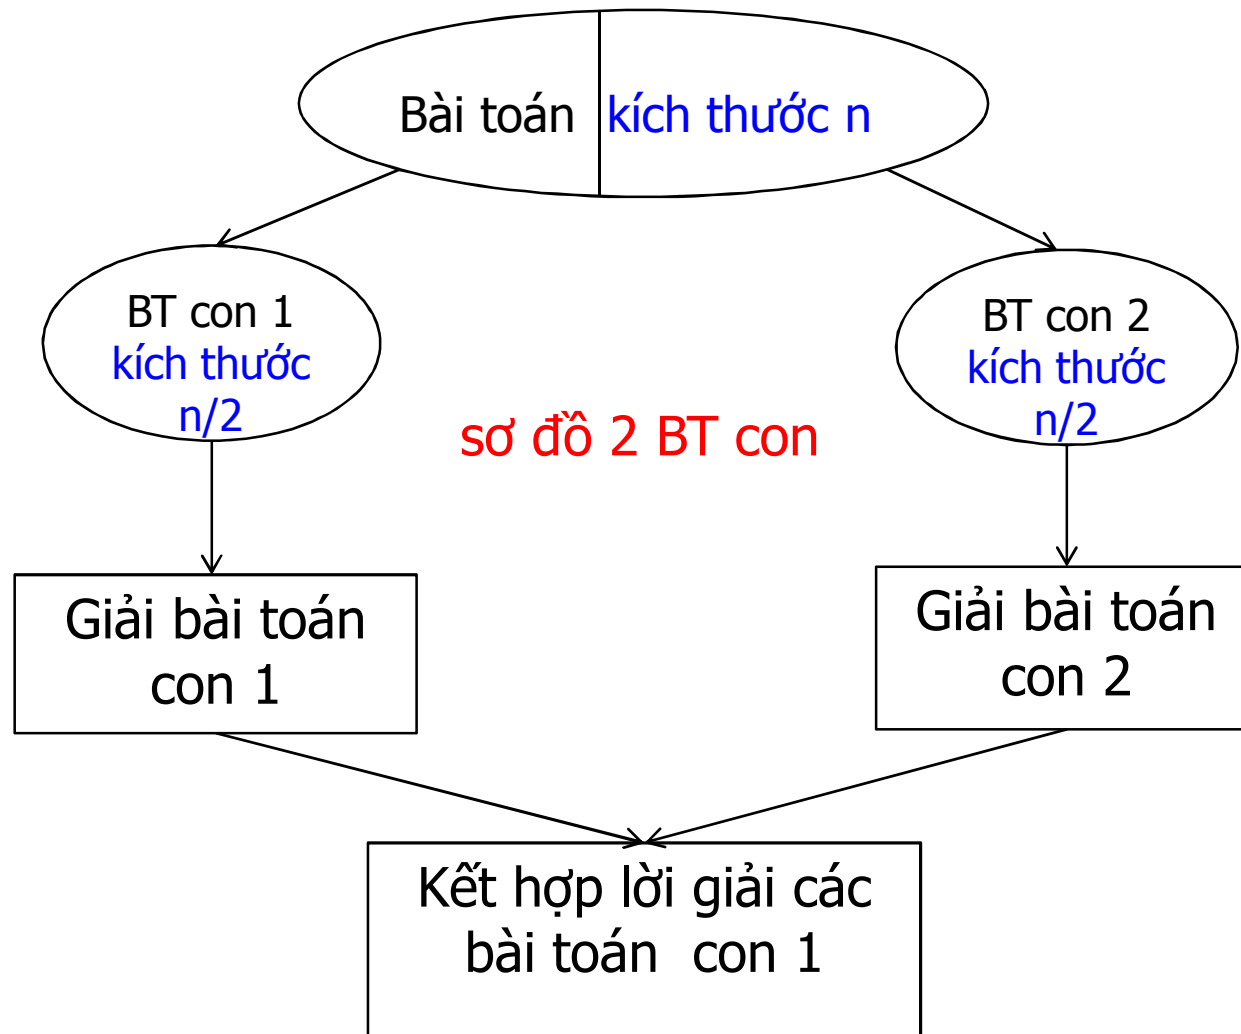 Bài toán kích thước n
BT con 1
kích thước
n/2
BT con 2
kích thước
n/2
sơ đồ 2 BT con
Giải bài toán
con 1
Giải bài toán
con 2
Kết hợp lời giải các
bài toán con 1